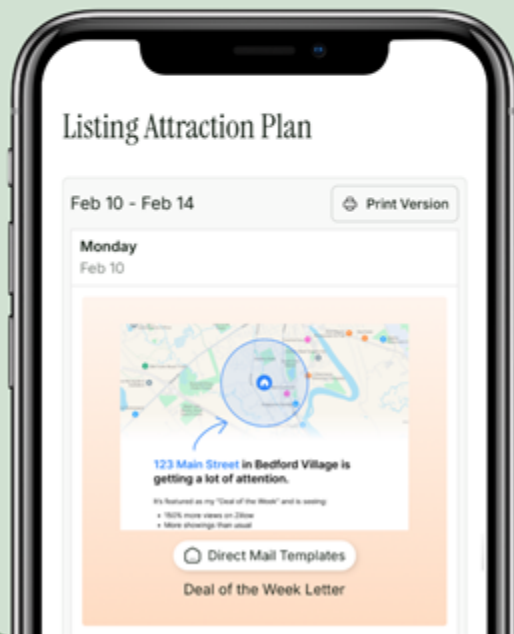 Listing Attraction Plan
Feb 10 - Feb 14
Print Version
Monday
Feb 10
123 Main Street in Bedford Village is
getting a lot of attention.
It's featured as my "Deal of the Week" and is seeing:
• 150% more views on Zillow
• More showings than usual
Direct Mail Templates
Deal of the Week Letter